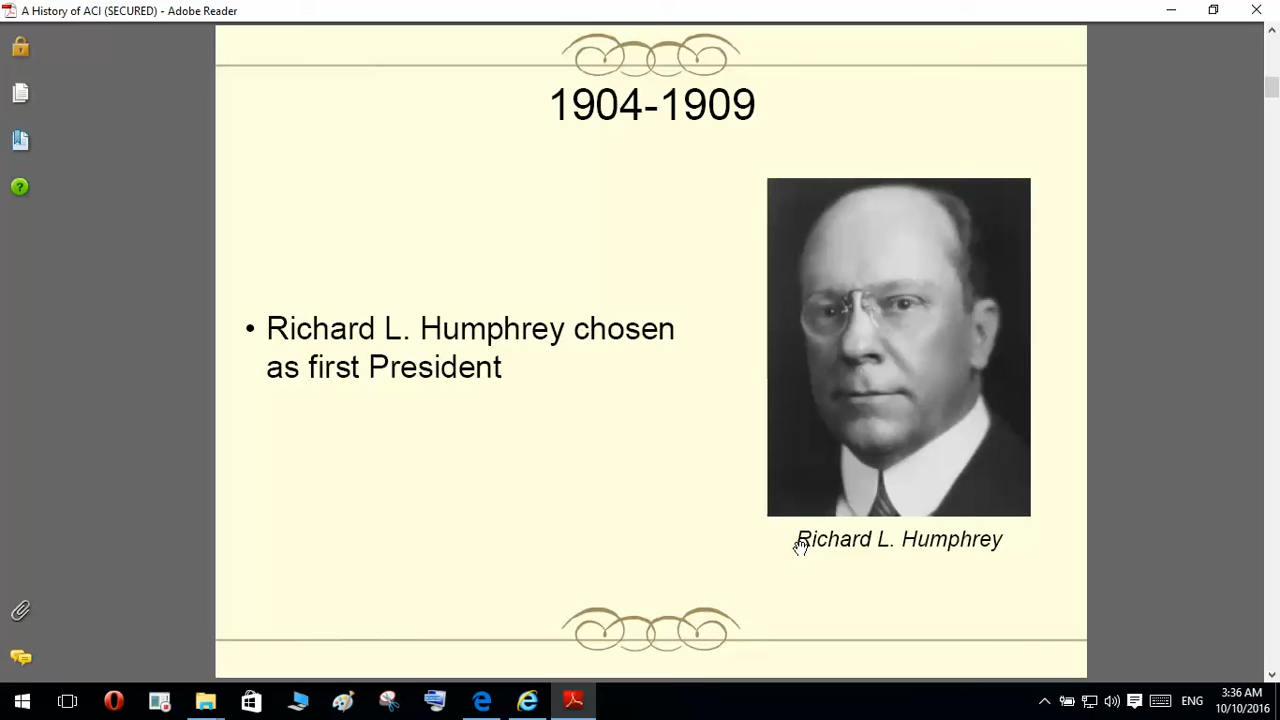 A History of ACI (SECURED) - Adobe Reader
1904-1909
• Richard L. Humphrey chosen
as first President
Richard L. Humphrey
ENG
3:36 AM
10/10/2016